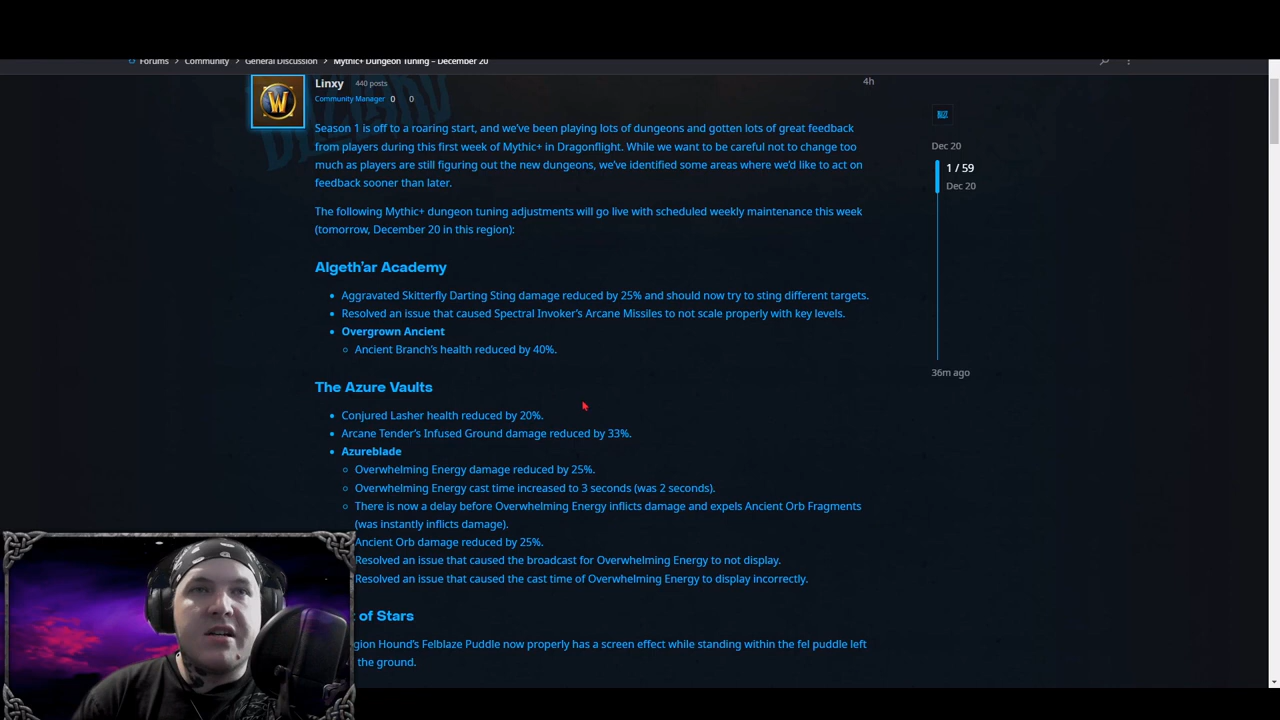 Forums > Community > General Discussion > Mythic+ Dungeon Tuning – December 20
Linxy 440 posts 4h
Community Manager 0 0
Season 1 is off to a roaring start, and we've been playing lots of dungeons and gotten lots of great feedback
from players during this first week of Mythic+ in Dragonflight. While we want to be careful not to change too
much as players are still figuring out the new dungeons, we've identified some areas where we'd like to act on
feedback sooner than later.
The following Mythic+ dungeon tuning adjustments will go live with scheduled weekly maintenance this week
(tomorrow, December 20 in this region):
Algeth'ar Academy
Aggravated Skitterfly Darting Sting damage reduced by 25% and should now try to sting different targets.
Resolved an issue that caused Spectral Invoker's Arcane Missiles to not scale properly with key levels.
Overgrown Ancient
Ancient Branch's health reduced by 40%.
The Azure Vaults
Conjured Lasher health reduced by 20%.
Arcane Tender's Infused Ground damage reduced by 33%.
Azureblade
Overwhelming Energy damage reduced by 25%.
Overwhelming Energy cast time increased to 3 seconds (was 2 seconds).
There is now a delay before Overwhelming Energy inflicts damage and expels Ancient Orb Fragments
(was instantly inflicts damage).
Ancient Orb damage reduced by 25%.
Resolved an issue that caused the broadcast for Overwhelming Energy to not display.
Resolved an issue that caused the cast time of Overwhelming Energy to display incorrectly.
of Stars
gion Hound's Felblaze Puddle now properly has a screen effect while standing within the fel puddle left
the ground.
Dec 20
1 / 59
Dec 20
36m ago